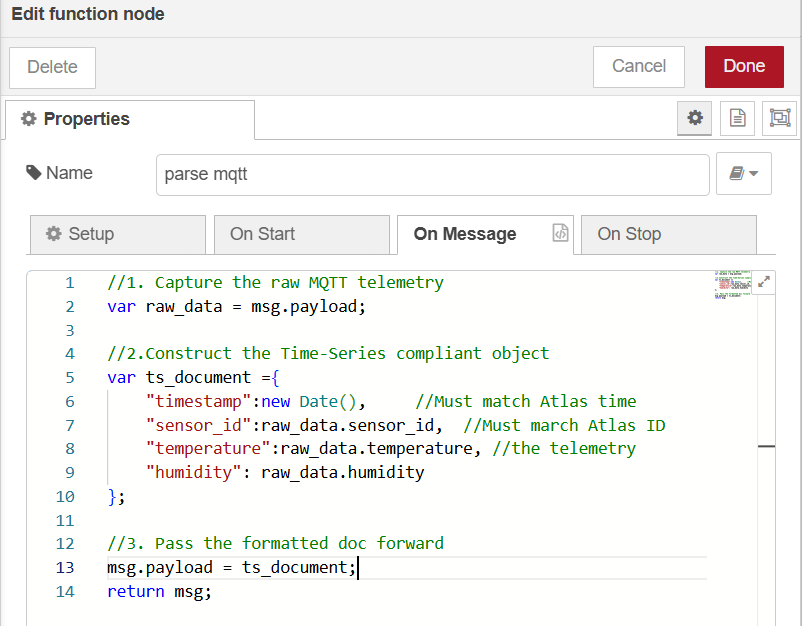 Edit function node
Delete
Cancel
Done
Properties
Name
parse mqtt
Setup
On Start
On Message
On Stop
1 //1. Capture the raw MQTT telemetry
2 var raw_data = msg.payload;
3
4 //2.Construct the Time-Series compliant object
5 var ts_document ={
6 "timestamp":new Date(), //Must match Atlas time
7 "sensor_id":raw_data.sensor_id, //Must march Atlas ID
8 "temperature":raw_data.temperature, //the telemetry
9 "humidity": raw_data.humidity
10 };
11
12 //3. Pass the formatted doc forward
13 msg.payload = ts_document;
14 return msg;